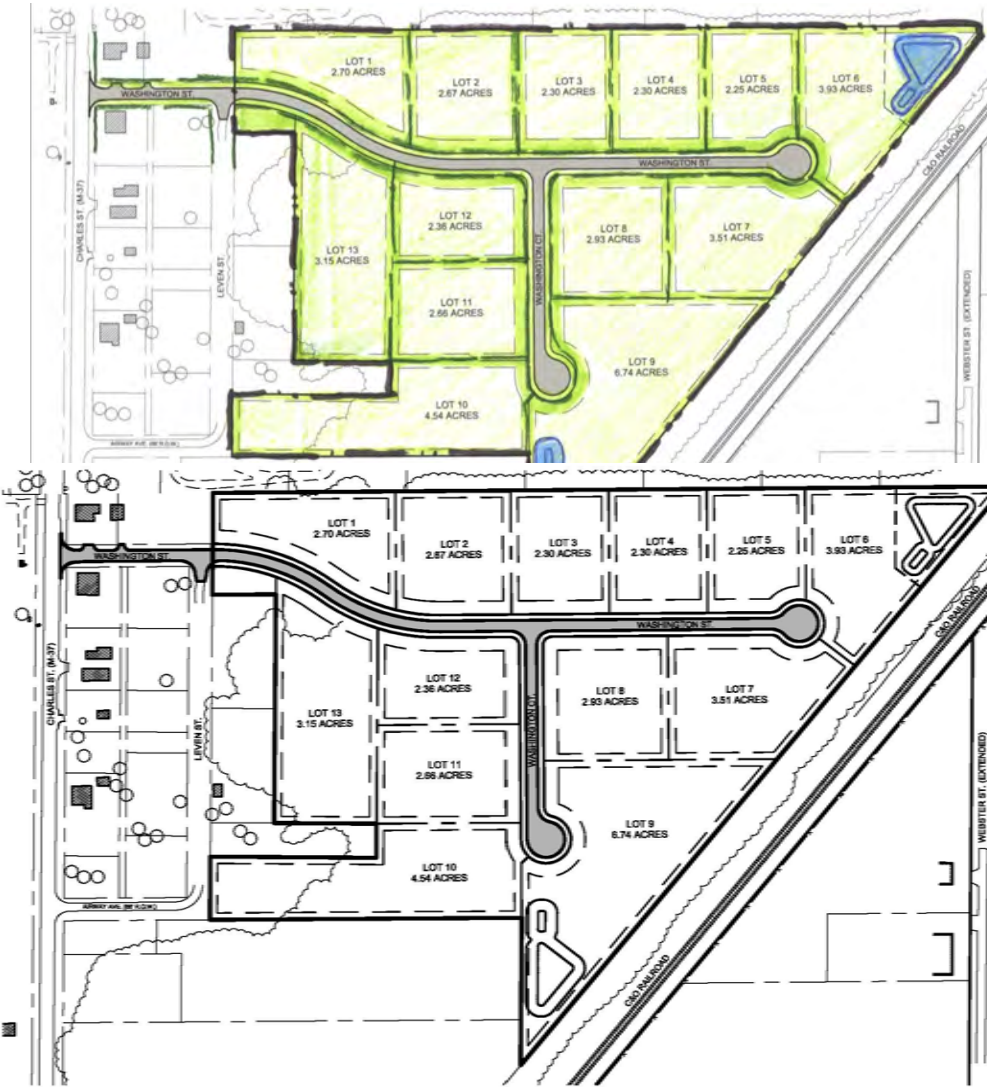 LOT 1
2.70 ACRES
LOT 2
2.67 ACRES
LOT 3
2.30 ACRES
LOT 4
2.30 ACRES
LOT 5
2.25 ACRES
LOT 6
3.93 ACRES
WASHINGTON ST.
WASHINGTON ST.
C&O RAILROAD
CHARLES ST. (M-37)
LEVEN ST.
LOT 13
3.15 ACRES
LOT 12
2.36 ACRES
LOT 8
2.93 ACRES
LOT 7
3.51 ACRES
WASHINGTON CT.
LOT 11
2.66 ACRES
LOT 9
6.74 ACRES
LOT 10
4.54 ACRES
WEBSTER ST. (EXTENDED)
LOT 1
2.70 ACRES
LOT 2
2.67 ACRES
LOT 3
2.30 ACRES
LOT 4
2.30 ACRES
LOT 5
2.25 ACRES
LOT 6
3.93 ACRES
WASHINGTON ST.
WASHINGTON ST.
C&O RAILROAD
CHARLES ST. (M-37)
LEVEN ST.
LOT 13
3.15 ACRES
LOT 12
2.36 ACRES
LOT 8
2.93 ACRES
LOT 7
3.51 ACRES
WASHINGTON CT.
LOT 11
2.66 ACRES
LOT 9
6.74 ACRES
LOT 10
4.54 ACRES
WEBSTER ST. (EXTENDED)
AIRWAY AVE.
C&O RAILROAD